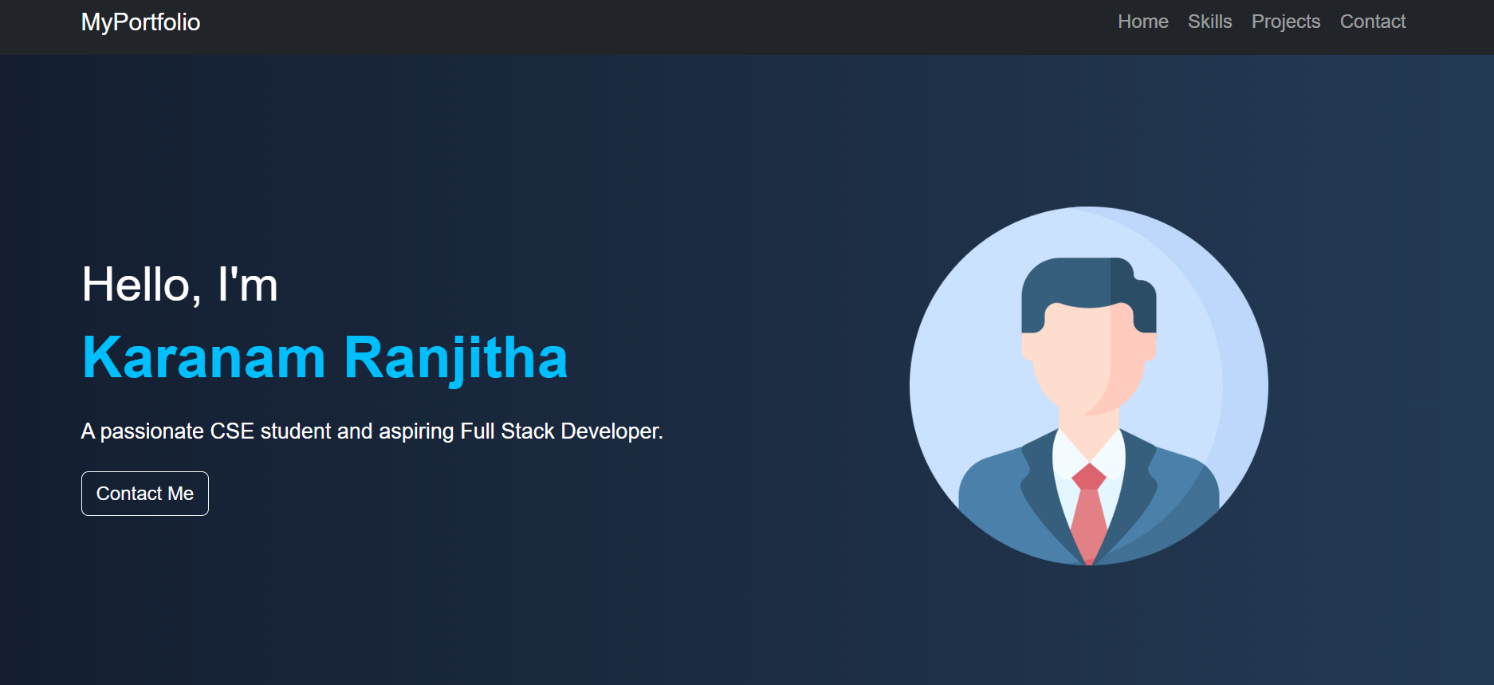 MyPortfolio
Home Skills Projects Contact
Hello, I'm
Karanam Ranjitha
A passionate CSE student and aspiring Full Stack Developer.
Contact Me